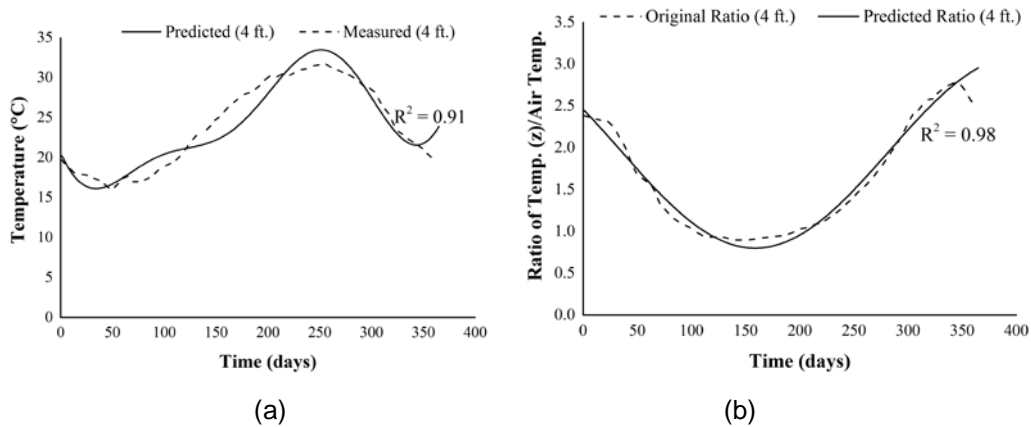 Predicted (4 ft.) Measured (4 ft.)
35
30
25
20
15
10
5
0
Temperature (°C)
R² = 0.91
0 50 100 150 200 250 300 350 400
Time (days)
(a)
Original Ratio (4 ft.) Predicted Ratio (4 ft.)
3.5
3.0
2.5
2.0
1.5
1.0
0.5
0.0
Ratio of Temp. (z)/Air Temp.
R² = 0.98
0 50 100 150 200 250 300 350 400
Time (days)
(b)